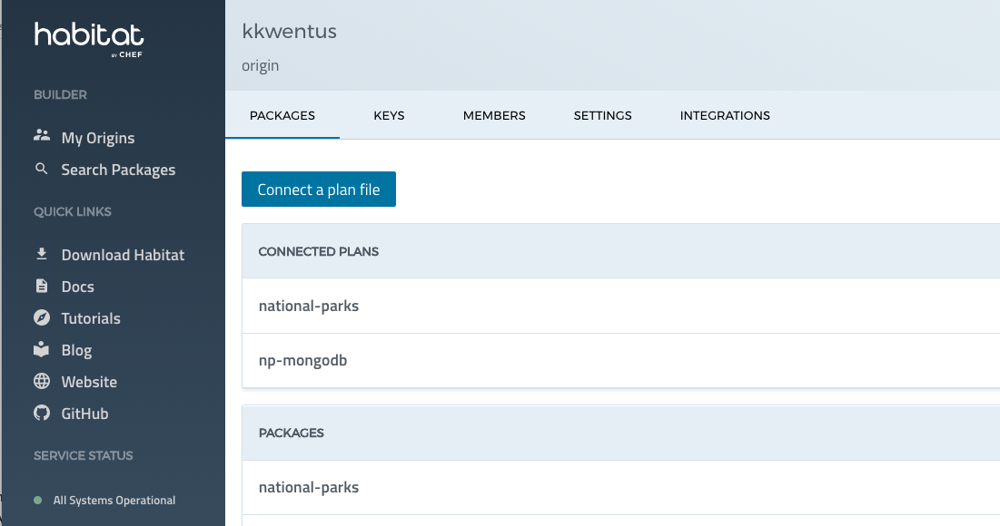 habitat
BY CHEF
BUILDER
My Origins
Search Packages
QUICK LINKS
Download Habitat
Docs
Tutorials
Blog
Website
GitHub
SERVICE STATUS
All Systems Operational
kkwentus
origin
PACKAGES KEYS MEMBERS SETTINGS INTEGRATIONS
Connect a plan file
CONNECTED PLANS
national-parks
np-mongodb
PACKAGES
national-parks